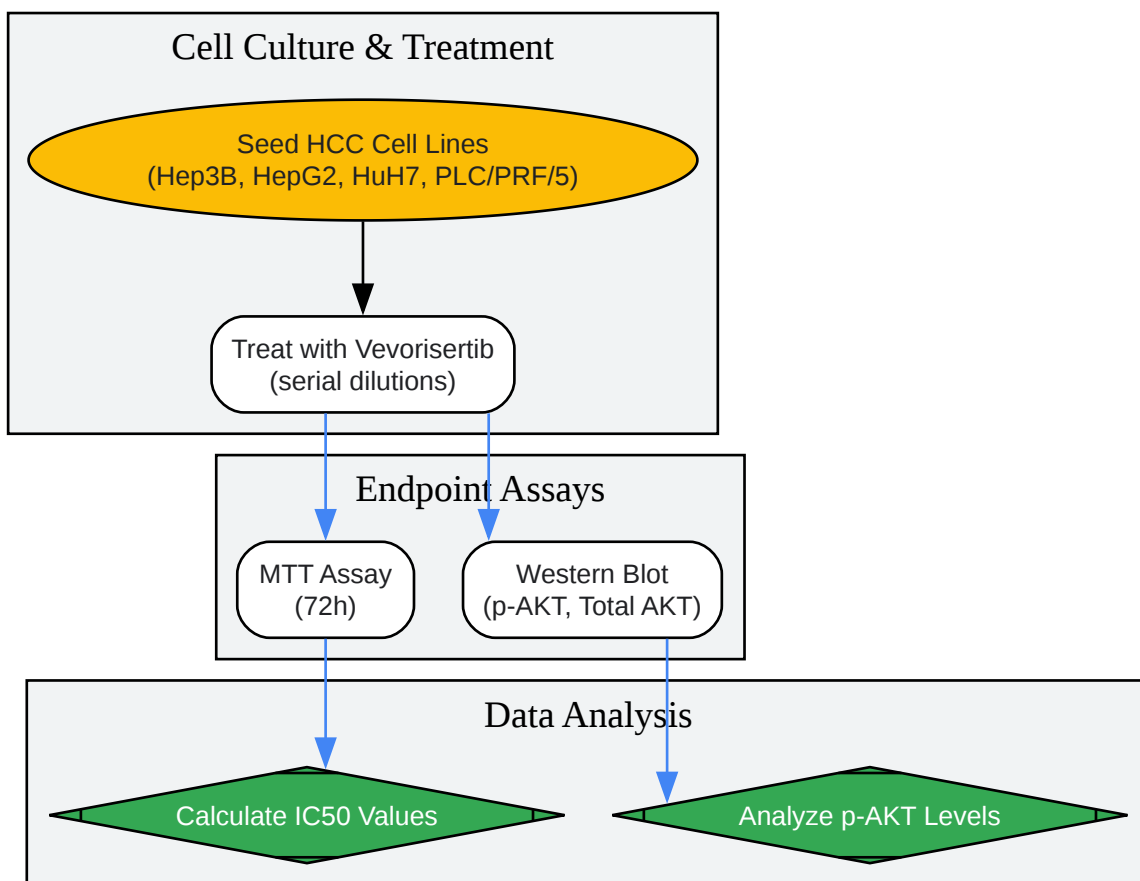 Cell Culture & Treatment
Seed HCC Cell Lines
(Hep3B, HepG2, HuH7, PLC/PRF/5)
Treat with Vevorisertib
(serial dilutions)
Endpoint Assays
MTT Assay
(72h)
Western Blot
(p-AKT, Total AKT)
Data Analysis
Calculate IC50 Values
Analyze p-AKT Levels